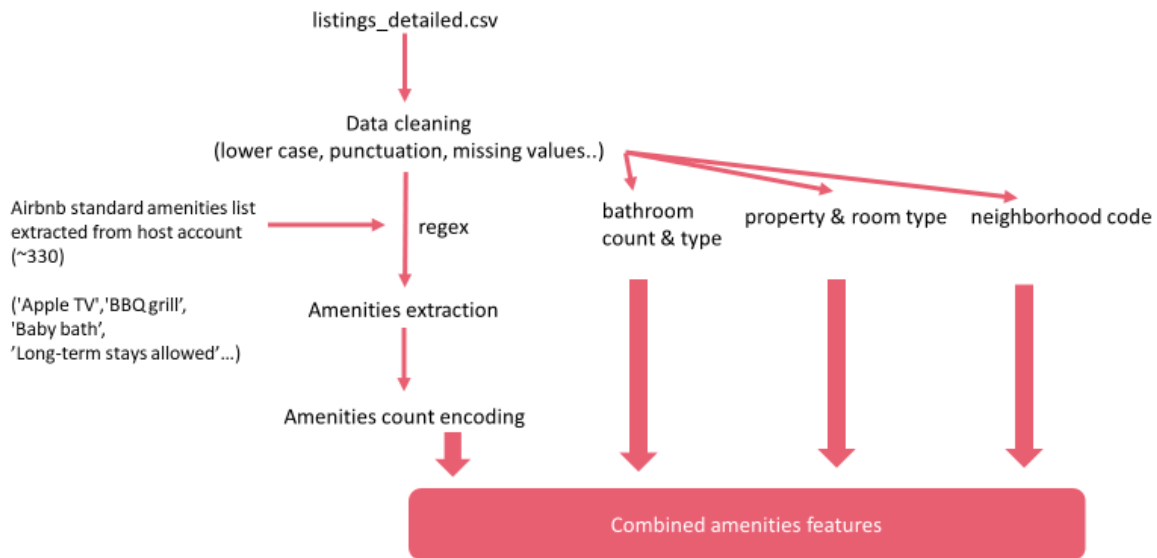 listings_detailed.csv
Data cleaning
(lower case, punctuation, missing values..)
Airbnb standard amenities list
extracted from host account
(~330)
regex
bathroom
count & type
property & room type
neighborhood code
('Apple TV','BBQ grill’,
'Baby bath’,
’Long-term stays allowed’…)
Amenities extraction
Amenities count encoding
Combined amenities features